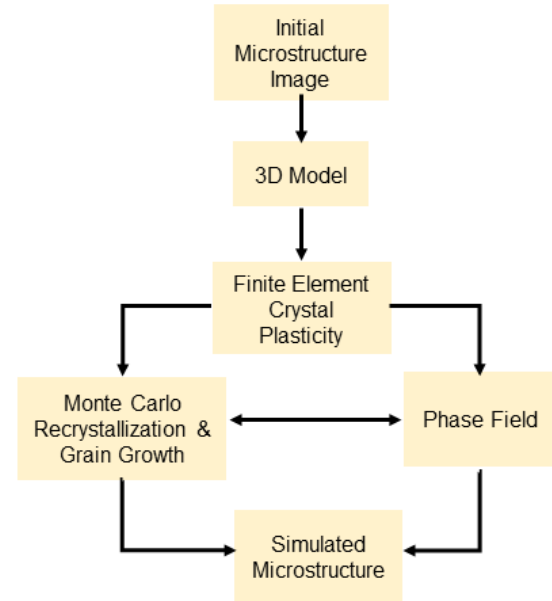 Initial
Microstructure
Image
3D Model
Finite Element
Crystal
Plasticity
Monte Carlo
Recrystallization &
Grain Growth
Phase Field
Simulated
Microstructure